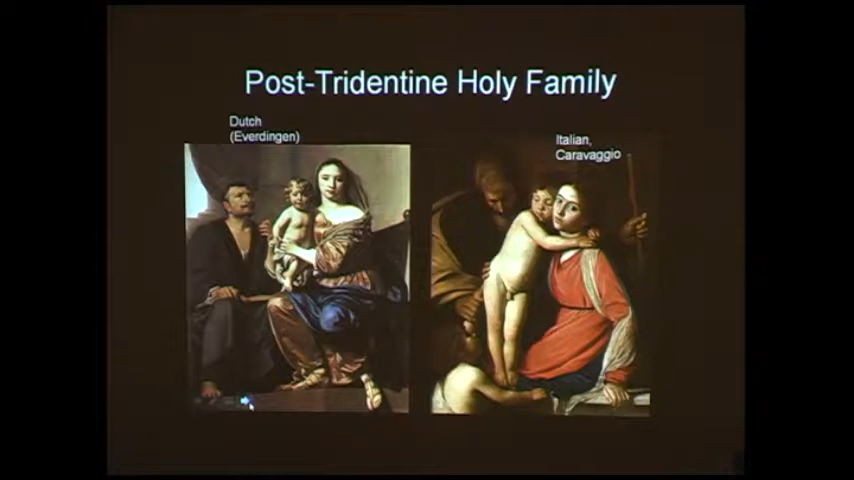 Post-Tridentine Holy Family
Dutch
(Everdingen)
Italian,
Caravaggio